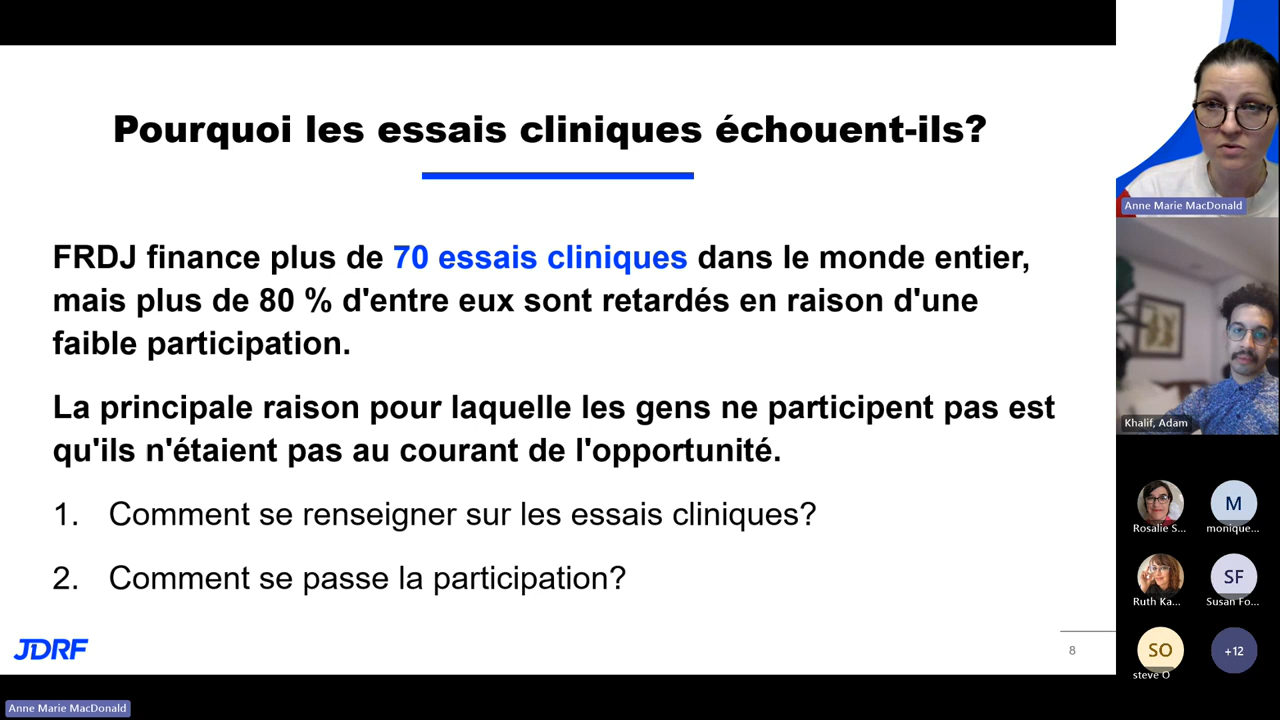 Pourquoi les essais cliniques échouent-ils?
FRDJ finance plus de 70 essais cliniques dans le monde entier,
mais plus de 80 % d'entre eux sont retardés en raison d'une
faible participation.
La principale raison pour laquelle les gens ne participent pas est
qu'ils n'étaient pas au courant de l'opportunité.
1. Comment se renseigner sur les essais cliniques?
2. Comment se passe la participation?
JDRF
8
Anne Marie MacDonald
Anne Marie MacDonald
Khalif, Adam
Rosalie S...
M
monique...
Ruth Ka...
SF
Susan Fo...
SO
steve O
+12